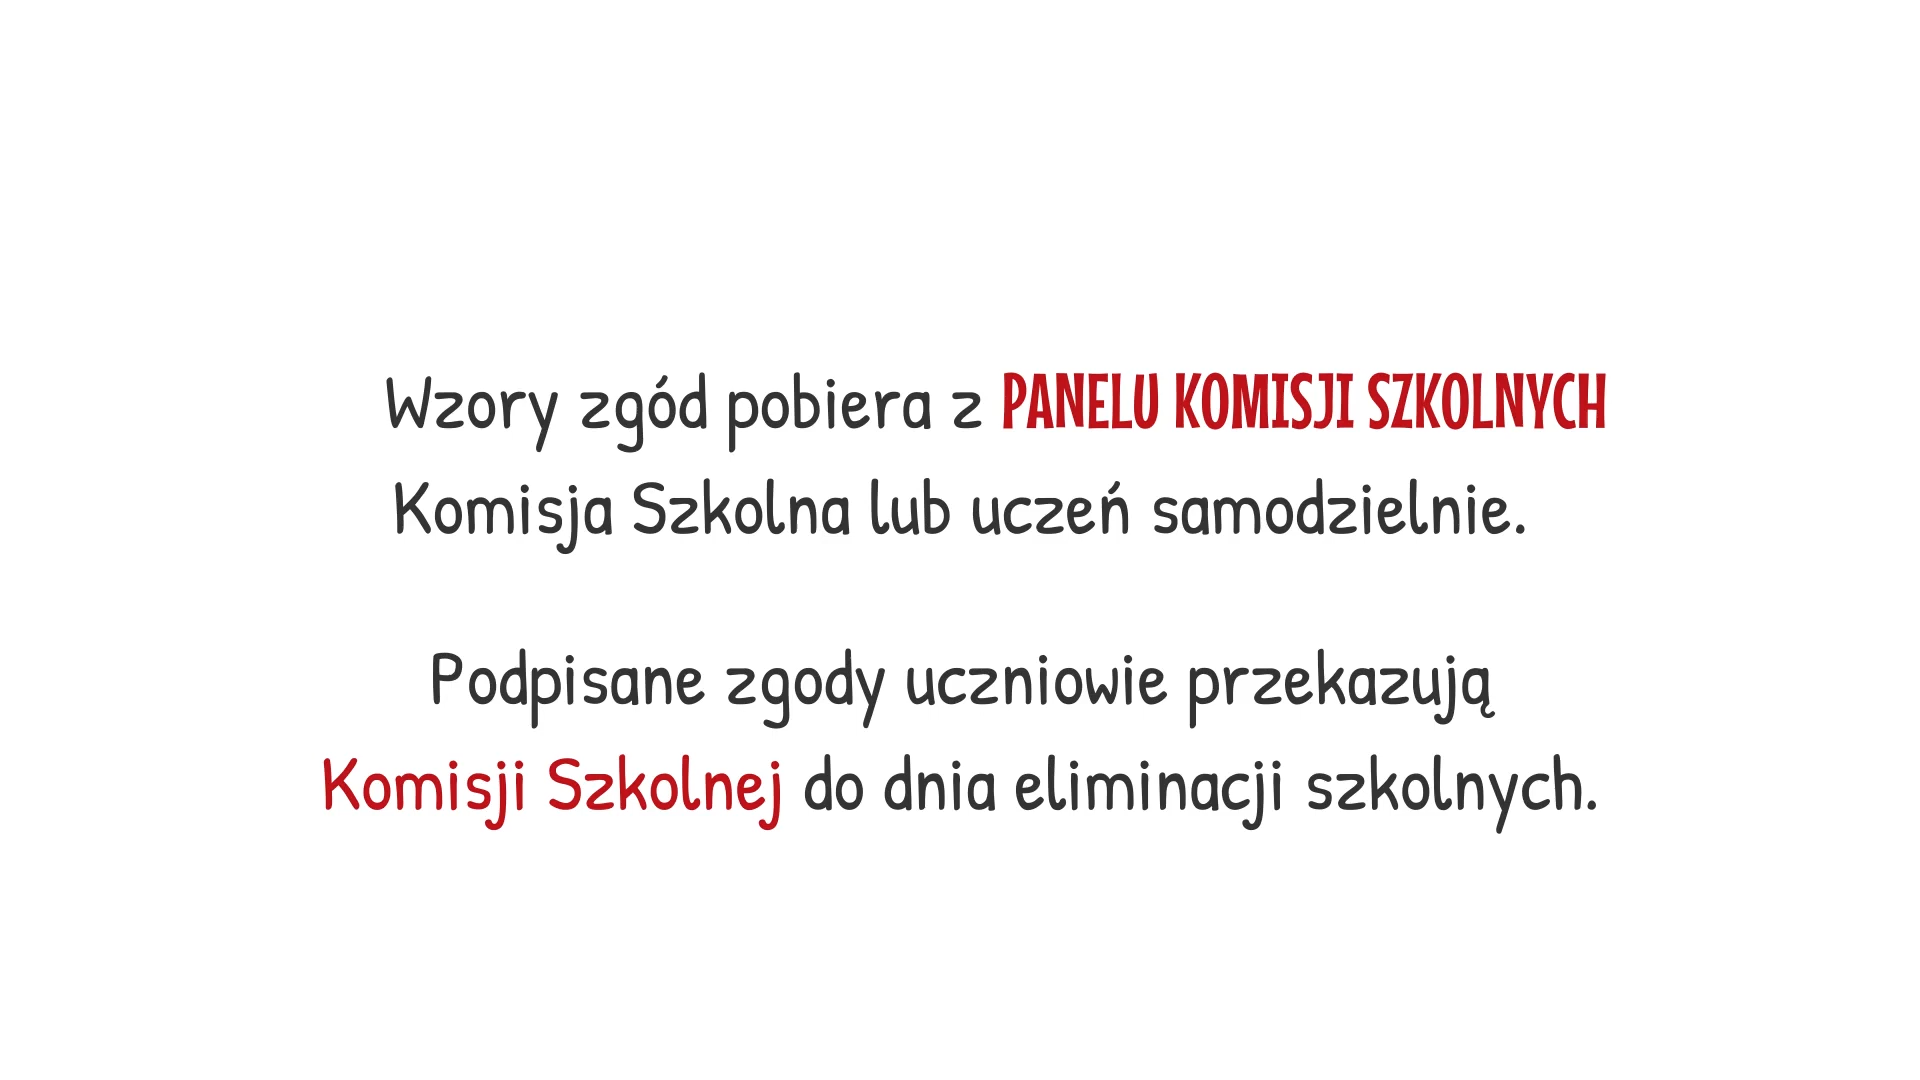 Wzory zgód pobiera z PANELU KOMISJI SZKOLNYCH
Komisja Szkolna lub uczeń samodzielnie.
Podpisane zgody uczniowie przekazują
Komisji Szkolnej do dnia eliminacji szkolnych.